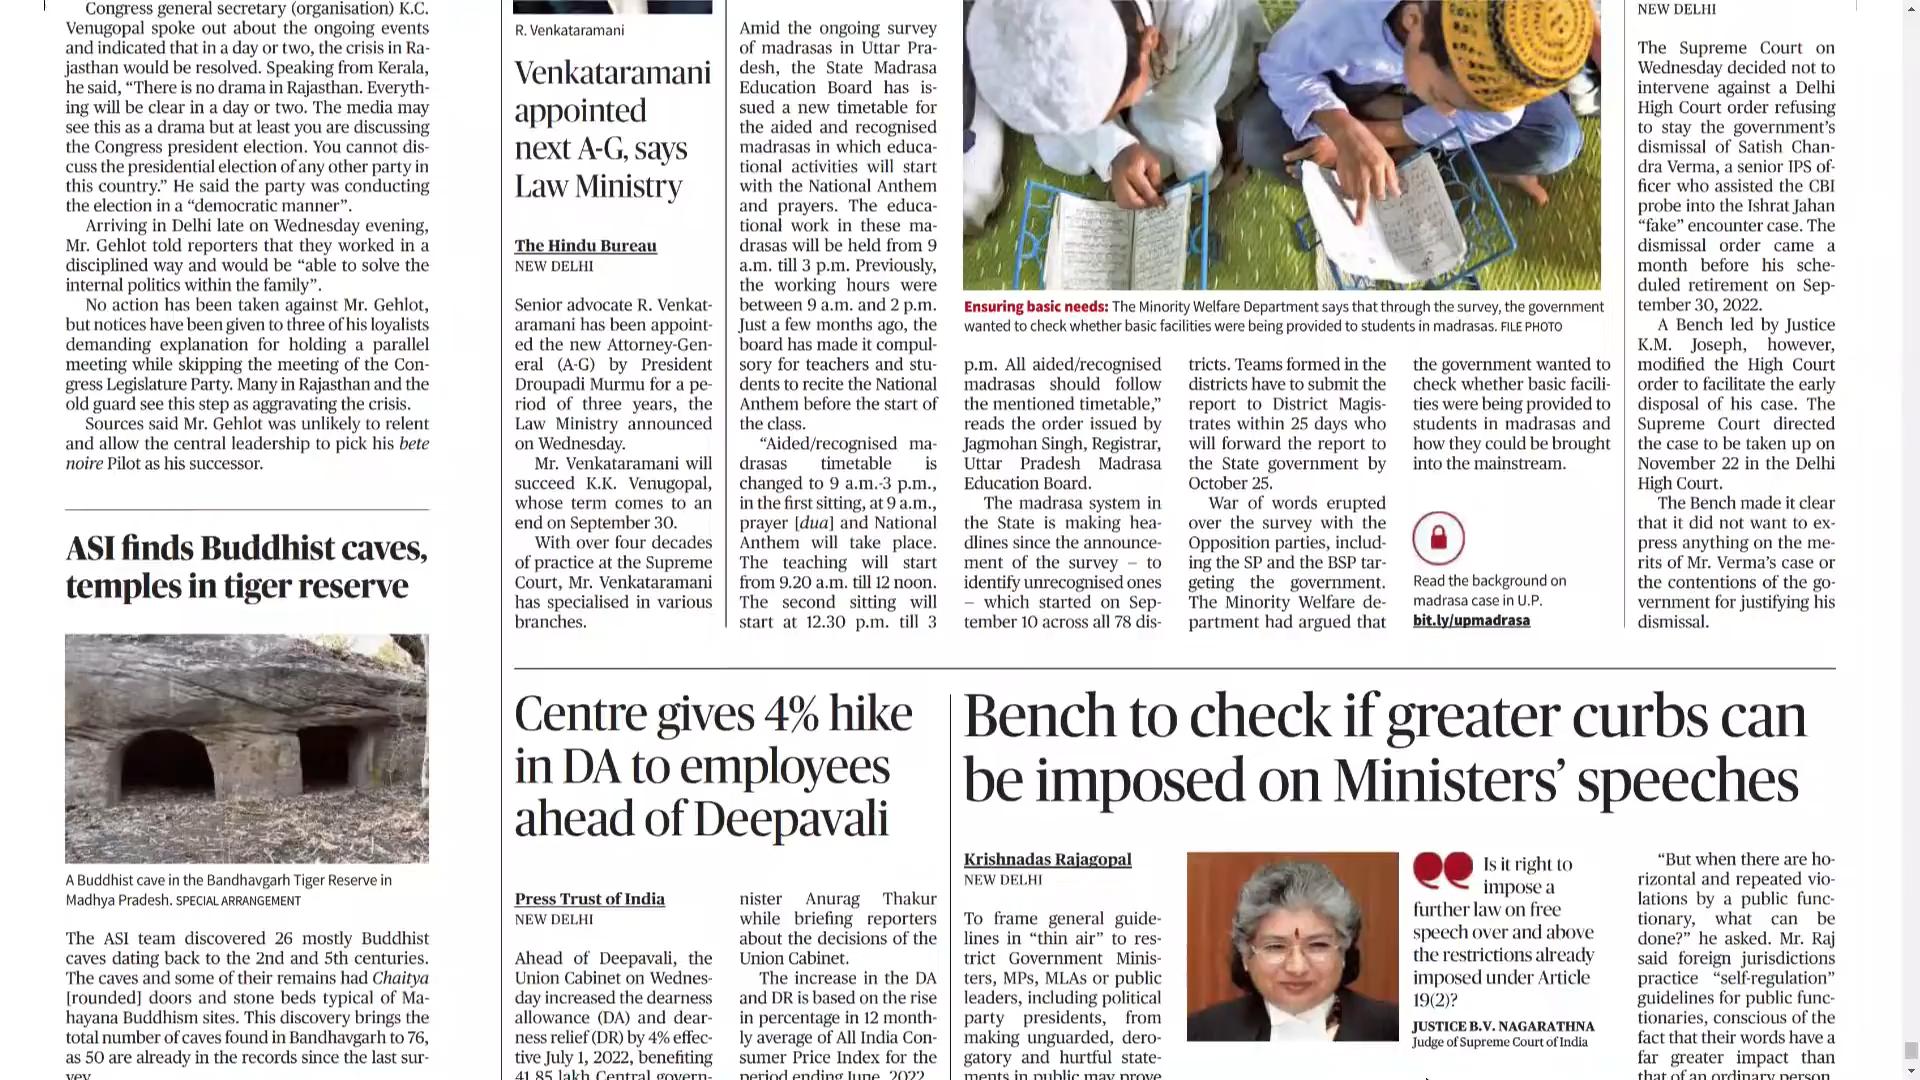 Congress general secretary (organisation) K.C.
Venugopal spoke out about the ongoing events
and indicated that in a day or two, the crisis in Ra-
jasthan would be resolved. Speaking from Kerala,
he said, “There is no drama in Rajasthan. Everyth-
ing will be clear in a day or two. The media may
see this as a drama but at least you are discussing
the Congress president election. You cannot dis-
cuss the presidential election of any other party in
this country.” He said the party was conducting
the election in a “democratic manner”.
Arriving in Delhi late on Wednesday evening,
Mr. Gehlot told reporters that they worked in a
disciplined way and would be “able to solve the
internal politics within the family”.
No action has been taken against Mr. Gehlot,
but notices have been given to three of his loyalists
demanding explanation for holding a parallel
meeting while skipping the meeting of the Con-
gress Legislature Party. Many in Rajasthan and the
old guard see this step as aggravating the crisis.
Sources said Mr. Gehlot was unlikely to relent
and allow the central leadership to pick his bete
noire Pilot as his successor.
ASI finds Buddhist caves,
temples in tiger reserve
A Buddhist cave in the Bandhavgarh Tiger Reserve in
Madhya Pradesh. SPECIAL ARRANGEMENT
The ASI team discovered 26 mostly Buddhist
caves dating back to the 2nd and 5th centuries.
The caves and some of their remains had Chaitya
[rounded] doors and stone beds typical of Ma-
hayana Buddhism sites. This discovery brings the
total number of caves found in Bandhavgarh to 76,
as 50 are already in the records since the last sur-
vey.
R. Venkataramani
Venkataramani
appointed
next A-G, says
Law Ministry
The Hindu Bureau
NEW DELHI
Senior advocate R. Venkat-
aramani has been appoint-
ed the new Attorney-Gen-
eral (A-G) by President
Droupadi Murmu for a pe-
riod of three years, the
Law Ministry announced
on Wednesday.
Mr. Venkataramani will
succeed K.K. Venugopal,
whose term comes to an
end on September 30.
With over four decades
of practice at the Supreme
Court, Mr. Venkataramani
has specialised in various
branches.
Amid the ongoing survey
of madrasas in Uttar Pra-
desh, the State Madrasa
Education Board has is-
sued a new timetable for
the aided and recognised
madrasas in which educa-
tional activities will start
with the National Anthem
and prayers. The educa-
tional work in these ma-
drasas will be held from 9
a.m. till 3 p.m. Previously,
the working hours were
between 9 a.m. and 2 p.m.
Just a few months ago, the
board has made it compul-
sory for teachers and stu-
dents to recite the National
Anthem before the start of
the class.
“Aided/recognised ma-
drasas timetable is
changed to 9 a.m.-3 p.m.,
in the first sitting, at 9 a.m.,
prayer [dua] and National
Anthem will take place.
The teaching will start
from 9.20 a.m. till 12 noon.
The second sitting will
start at 12.30 p.m. till 3
Ensuring basic needs: The Minority Welfare Department says that through the survey, the government
wanted to check whether basic facilities were being provided to students in madrasas. FILE PHOTO
p.m. All aided/recognised
madrasas should follow
the mentioned timetable,”
reads the order issued by
Jagmohan Singh, Registrar,
Uttar Pradesh Madrasa
Education Board.
The madrasa system in
the State is making hea-
dlines since the announce-
ment of the survey – to
identify unrecognised ones
– which started on Sep-
tember 10 across all 78 dis-
tricts. Teams formed in the
districts have to submit the
report to District Magis-
trates within 25 days who
will forward the report to
the State government by
October 25.
War of words erupted
over the survey with the
Opposition parties, includ-
ing the SP and the BSP tar-
geting the government.
The Minority Welfare de-
partment had argued that
the government wanted to
check whether basic facili-
ties were being provided to
students in madrasas and
how they could be brought
into the mainstream.
Read the background on
madrasa case in U.P.
bit.ly/upmadrasa
NEW DELHI
The Supreme Court on
Wednesday decided not to
intervene against a Delhi
High Court order refusing
to stay the government’s
dismissal of Satish Chan-
dra Verma, a senior IPS of-
ficer who assisted the CBI
probe into the Ishrat Jahan
“fake” encounter case. The
dismissal order came a
month before his sche-
duled retirement on Sep-
tember 30, 2022.
A Bench led by Justice
K.M. Joseph, however,
modified the High Court
order to facilitate the early
disposal of his case. The
Supreme Court directed
the case to be taken up on
November 22 in the Delhi
High Court.
The Bench made it clear
that it did not want to ex-
press anything on the me-
rits of Mr. Verma’s case or
the contentions of the go-
vernment for justifying his
dismissal.
Centre gives 4% hike
in DA to employees
ahead of Deepavali
Press Trust of India
NEW DELHI
Ahead of Deepavali, the
Union Cabinet on Wednes-
day increased the dearness
allowance (DA) and dear-
ness relief (DR) by 4% effec-
tive July 1, 2022, benefiting
41.85 lakh Central govern-
nister Anurag Thakur
while briefing reporters
about the decisions of the
Union Cabinet.
The increase in the DA
and DR is based on the rise
in percentage in 12 month-
ly average of All India Con-
sumer Price Index for the
period ending June, 2022
Bench to check if greater curbs can
be imposed on Ministers’ speeches
Krishnadas Rajagopal
NEW DELHI
To frame general guide-
lines in “thin air” to res-
trict Government Minis-
ters, MPs, MLAs or public
leaders, including political
party presidents, from
making unguarded, dero-
gatory and hurtful state-
ments in public may prove
Is it right to
impose a
further law on free
speech over and above
the restrictions already
imposed under Article
19(2)?
JUSTICE B.V. NAGARATHNA
Judge of Supreme Court of India
“But when there are ho-
rizontal and repeated vio-
lations by a public func-
tionary, what can be
done?” he asked. Mr. Raj
said foreign jurisdictions
practice “self-regulation”
guidelines for public func-
tionaries, conscious of the
fact that their words have a
far greater impact than
that of an ordinary person.